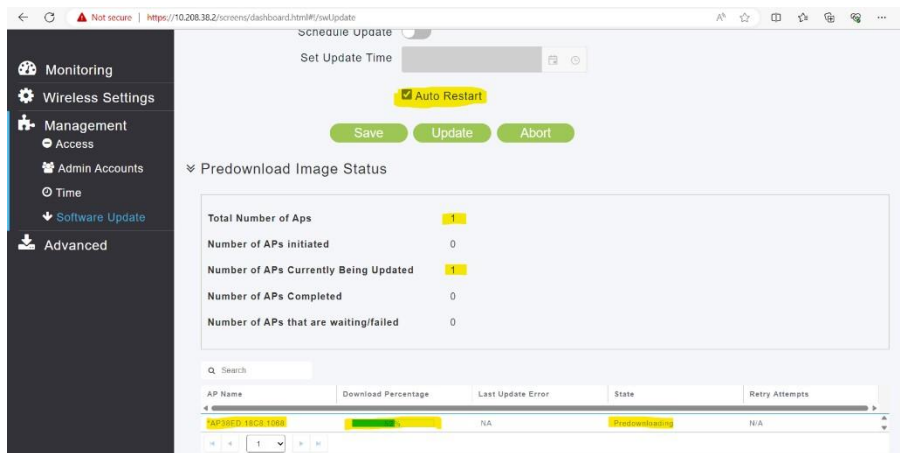 Not secure | https://10.208.38.2/screens/dashboard.html#!/swUpdate
Schedule Update
Set Update Time
Auto Restart
Save Update Abort
Monitoring
Wireless Settings
Management
Access
Admin Accounts
Time
Software Update
Advanced
Predownload Image Status
Total Number of Aps 1
Number of APs initiated 0
Number of APs Currently Being Updated 1
Number of APs Completed 0
Number of APs that are waiting/failed 0
Search
AP Name Download Percentage Last Update Error State Retry Attempts
*AP38ED.18C8.1068 NA Predownloading N/A
1